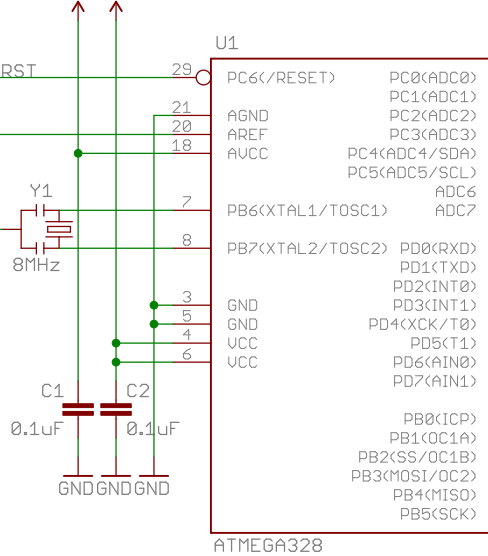 U1
RST
29
PC6(/RESET)
PC0(ADC0)
PC1(ADC1)
21
AGND
PC2(ADC2)
20
AREF
PC3(ADC3)
18
AVCC
PC4(ADC4/SDA)
PC5(ADC5/SCL)
Y1
ADC6
7
PB6(XTAL1/TOSC1)
ADC7
8
PB7(XTAL2/TOSC2)
PD0(RXD)
8MHz
PD1(TXD)
PD2(INT0)
3
GND
PD3(INT1)
5
GND
PD4(XCK/T0)
4
VCC
PD5(T1)
6
VCC
PD6(AIN0)
PD7(AIN1)
C1
C2
PB0(ICP)
0.1uF
0.1uF
PB1(OC1A)
PB2(SS/OC1B)
PB3(MOSI/OC2)
GND
GND
GND
PB4(MISO)
PB5(SCK)
ATMEGA328